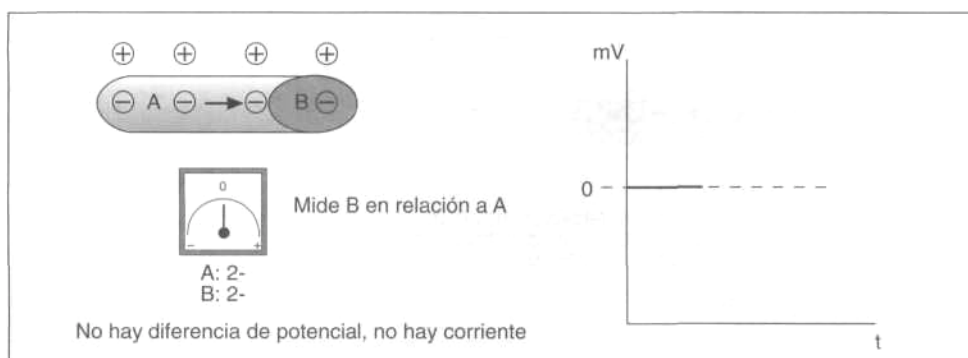 + + + +
− A − → − B −
0
− +
Mide B en relación a A
A: 2-
B: 2-
No hay diferencia de potencial, no hay corriente
mV
0
t